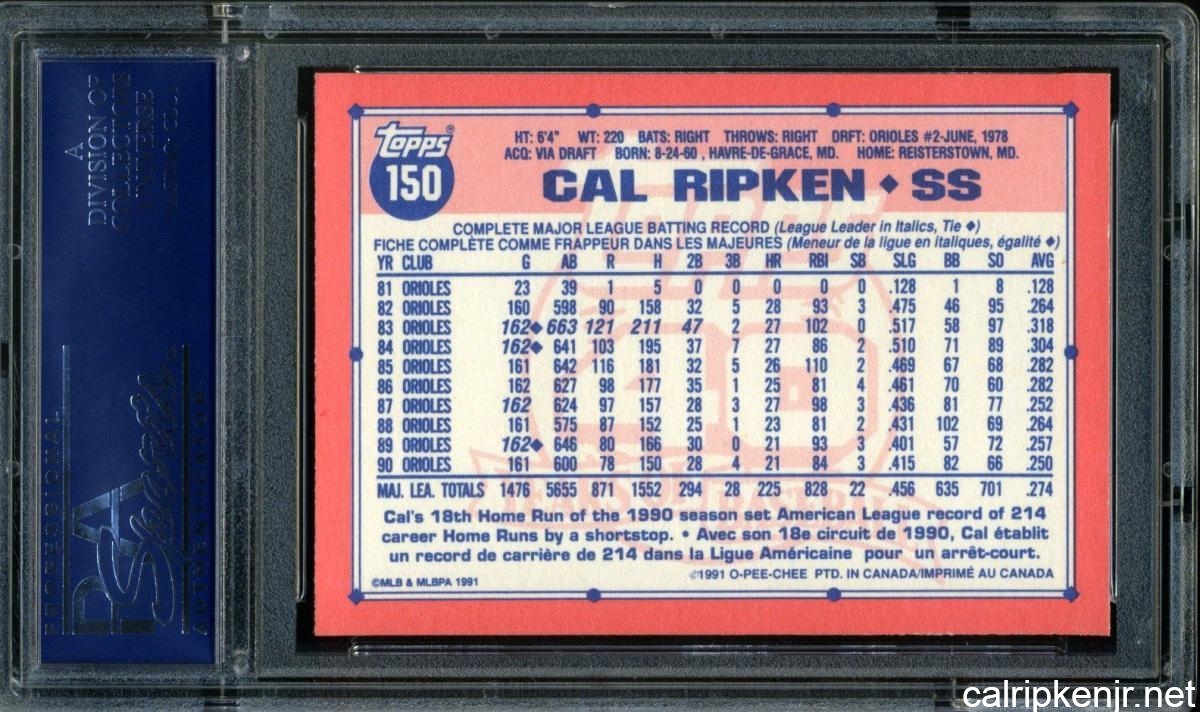 A
DIVISION OF
COLLECTORS
UNIVERSE
NASDAQ: CLCT
PROFESSIONAL
PSA
Sports
AUTHENTICATOR
Topps®
150
HT: 6'4" WT: 220 BATS: RIGHT THROWS: RIGHT DRFT: ORIOLES #2-JUNE, 1978
ACQ: VIA DRAFT BORN: 8-24-60 , HAVRE-DE-GRACE, MD. HOME: REISTERSTOWN, MD.
CAL RIPKEN ◆ SS
COMPLETE MAJOR LEAGUE BATTING RECORD (League Leader in Italics, Tie ◆)
FICHE COMPLÈTE COMME FRAPPEUR DANS LES MAJEURES (Meneur de la ligue en italiques, égalité ◆)
YR CLUB G AB R H 2B 3B HR RBI SB SLG BB SO AVG
81 ORIOLES 23 39 1 5 0 0 0 0 0 .128 1 8 .128
82 ORIOLES 160 598 90 158 32 5 28 93 3 .475 46 95 .264
83 ORIOLES 162◆ 663 121 211 47 2 27 102 0 .517 58 97 .318
84 ORIOLES 162◆ 641 103 195 37 7 27 86 2 .510 71 89 .304
85 ORIOLES 161 642 116 181 32 5 26 110 2 .469 67 68 .282
86 ORIOLES 162 627 98 177 35 1 25 81 4 .461 70 60 .282
87 ORIOLES 162 624 97 157 28 3 27 98 3 .436 81 77 .252
88 ORIOLES 161 575 87 152 25 1 23 81 2 .431 102 69 .264
89 ORIOLES 162◆ 646 80 166 30 0 21 93 3 .401 57 72 .257
90 ORIOLES 161 600 78 150 28 4 21 84 3 .415 82 66 .250
MAJ. LEA. TOTALS 1476 5655 871 1552 294 28 225 828 22 .456 635 701 .274
Cal's 18th Home Run of the 1990 season set American League record of 214
career Home Runs by a shortstop. • Avec son 18e circuit de 1990, Cal établit
un record de carrière de 214 dans la Ligue Américaine pour un arrêt-court.
©MLB & MLBPA 1991
©1991 O-PEE-CHEE PTD. IN CANADA/IMPRIMÉ AU CANADA
calripkenjr.net